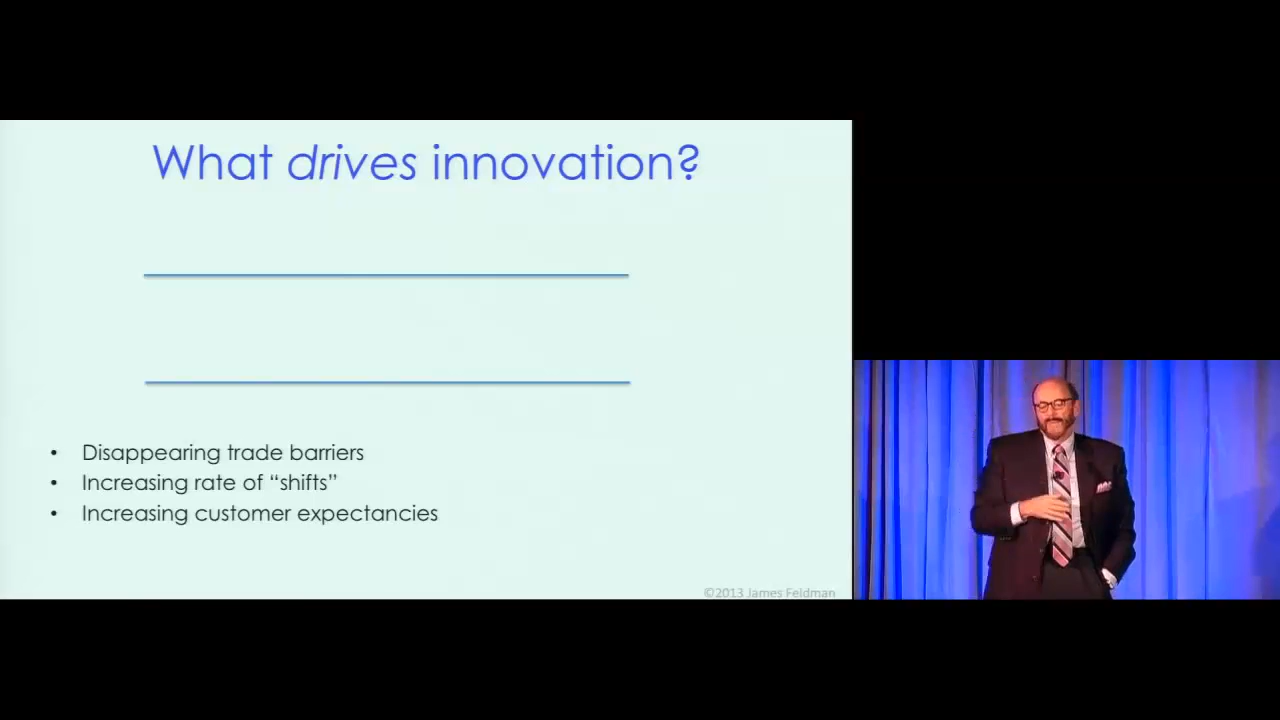 What drives innovation?
• Disappearing trade barriers
• Increasing rate of “shifts”
• Increasing customer expectancies
©2013 James Feldman